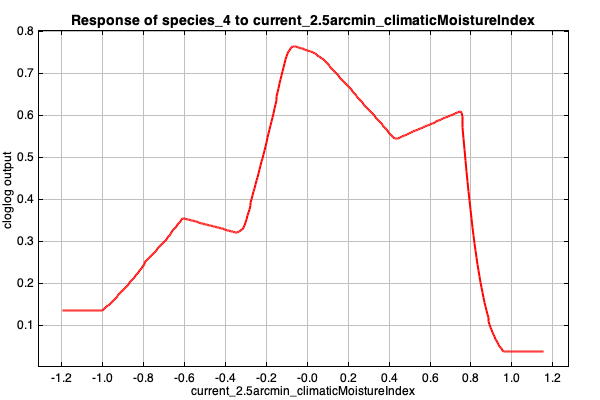 Response of species_4 to current_2.5arcmin_climaticMoistureIndex
0.8
0.7
0.6
0.5
0.4
0.3
0.2
0.1
cloglog output
-1.2 -1.0 -0.8 -0.6 -0.4 -0.2 -0.0 0.2 0.4 0.6 0.8 1.0 1.2
current_2.5arcmin_climaticMoistureIndex